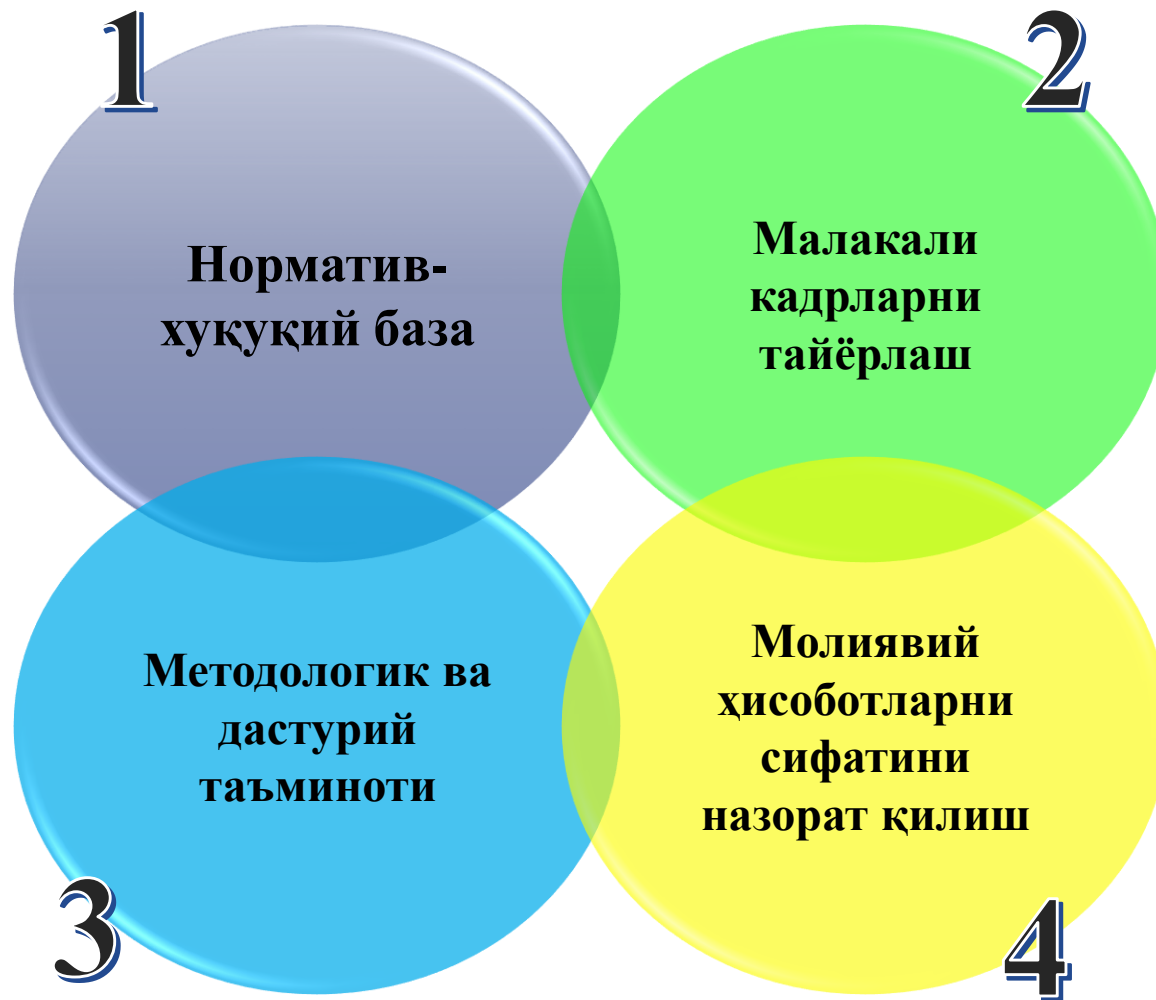 1
Норматив-
хуқуқий база
2
Малакали
кадрларни
тайёрлаш
3
Методологик ва
дастурий
таъминоти
4
Молиявий
ҳисоботларни
сифатини
назорат қилиш